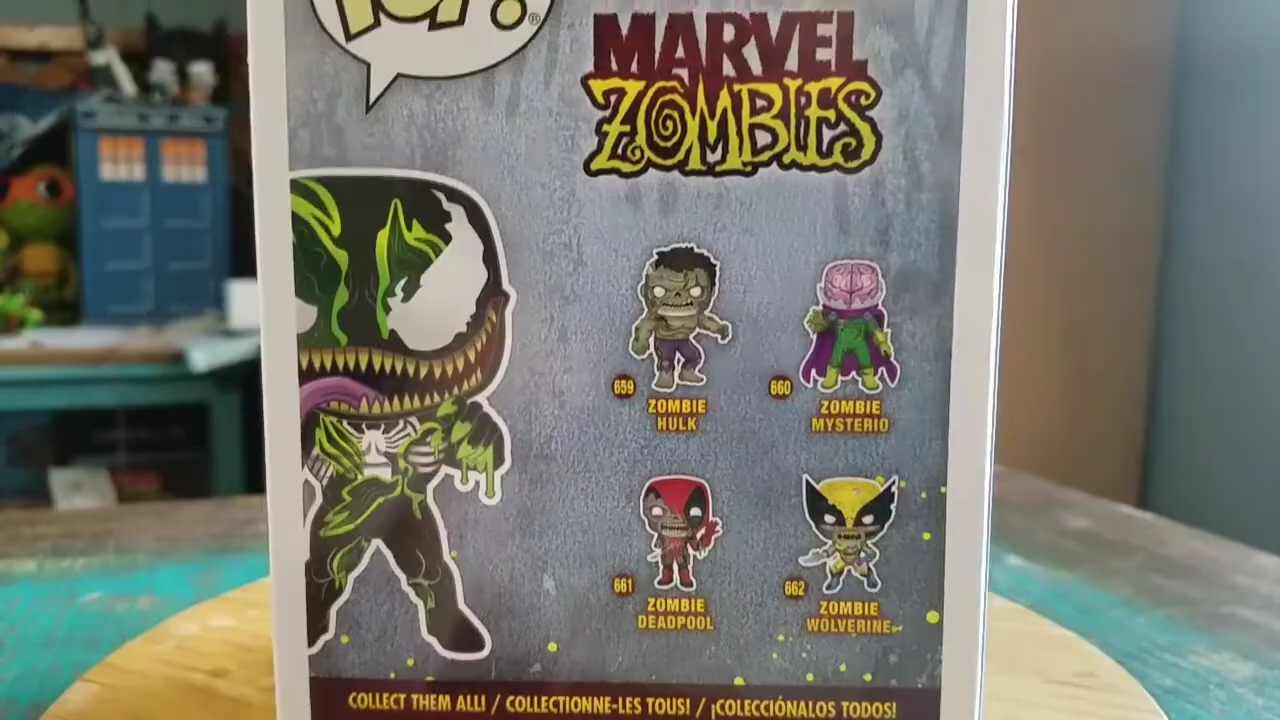 POP!®
MARVEL
ZOMBIES
659
ZOMBIE
HULK
660
ZOMBIE
MYSTERIO
661
ZOMBIE
DEADPOOL
662
ZOMBIE
WOLVERINE
COLLECT THEM ALL! / COLLECTIONNE-LES TOUS! / ¡COLECCIÓNALOS TODOS!